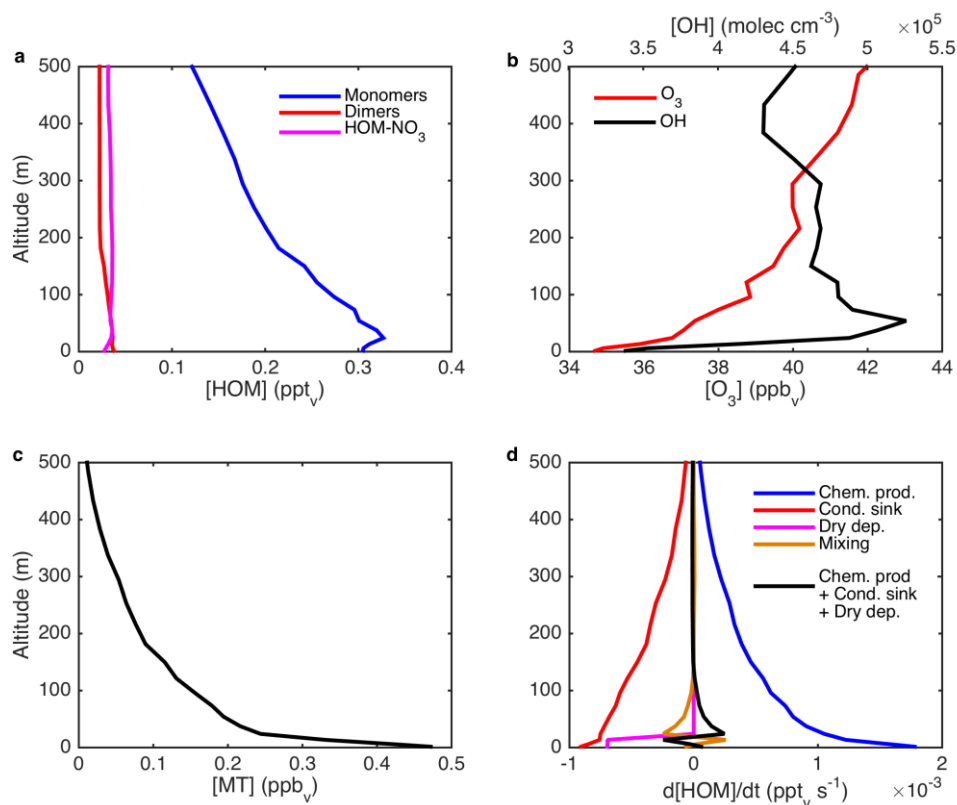 a
500
400
300
200
100
0
Altitude (m)
Monomers
Dimers
HOM-NO3
0 0.1 0.2 0.3 0.4
[HOM] (pptv)
[OH] (molec cm-3) ×10^5
3 3.5 4 4.5 5 5.5
b
500
400
300
200
100
0
O3
OH
34 36 38 40 42 44
[O3] (ppbv)
c
500
400
300
200
100
0
Altitude (m)
0 0.1 0.2 0.3 0.4 0.5
[MT] (ppbv)
d
500
400
300
200
100
0
Chem. prod.
Cond. sink
Dry dep.
Mixing
Chem. prod
+ Cond. sink
+ Dry dep.
-1 0 1 2
d[HOM]/dt (pptv s-1) ×10^-3